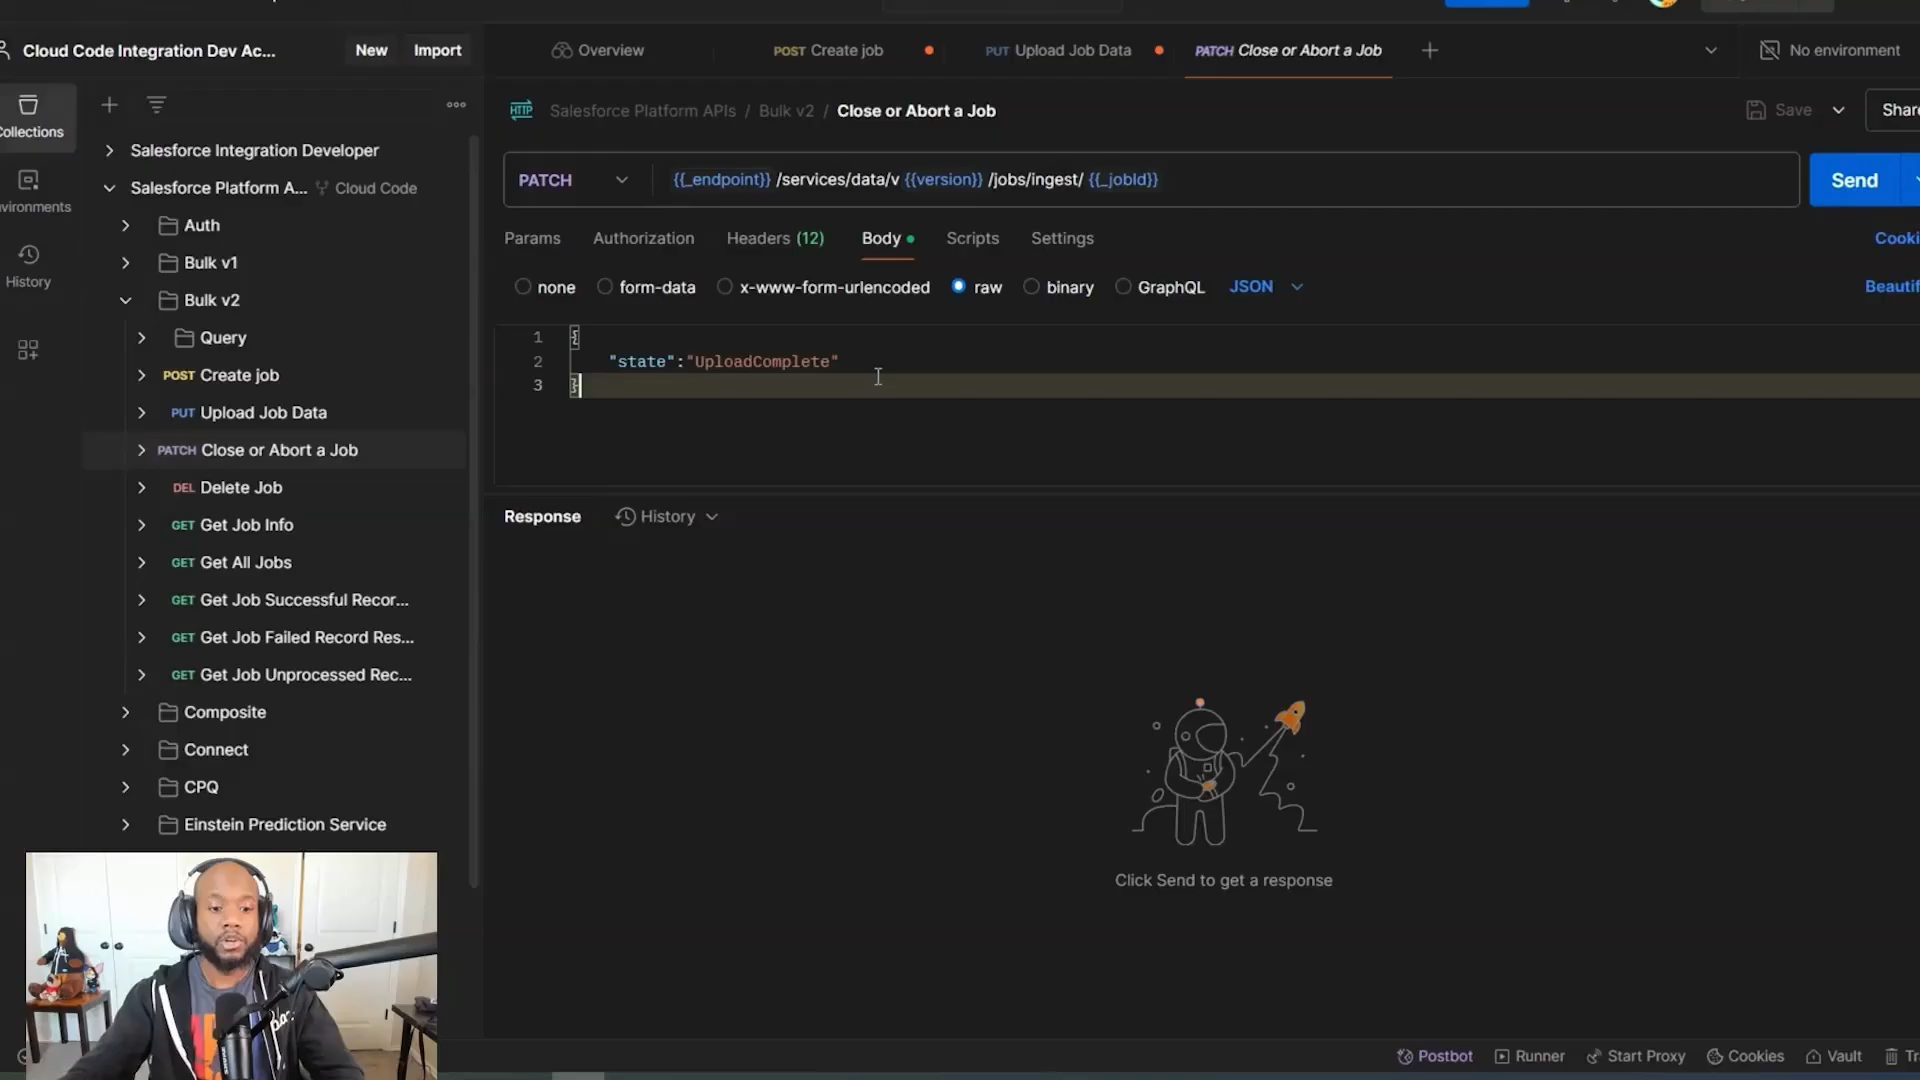 Cloud Code Integration Dev Ac...
New
Import
Overview
POST Create job
PUT Upload Job Data
PATCH Close or Abort a Job
No environment
Collections
Salesforce Platform APIs / Bulk v2 / Close or Abort a Job
Save
Share
Salesforce Integration Developer
PATCH
{{_endpoint}} /services/data/v {{version}} /jobs/ingest/ {{_jobId}}
Send
Salesforce Platform A...
Cloud Code
vironments
Auth
Params
Authorization
Headers (12)
Body
Scripts
Settings
Cooki
Bulk v1
History
none
form-data
x-www-form-urlencoded
raw
binary
GraphQL
JSON
Beautif
Bulk v2
Query
1 {
2 "state":"UploadComplete"
3 }
POST Create job
PUT Upload Job Data
PATCH Close or Abort a Job
DEL Delete Job
Response
History
GET Get Job Info
GET Get All Jobs
GET Get Job Successful Recor...
GET Get Job Failed Record Res...
GET Get Job Unprocessed Rec...
Composite
Connect
CPQ
Einstein Prediction Service
Click Send to get a response
Postbot
Runner
Start Proxy
Cookies
Vault
Tr